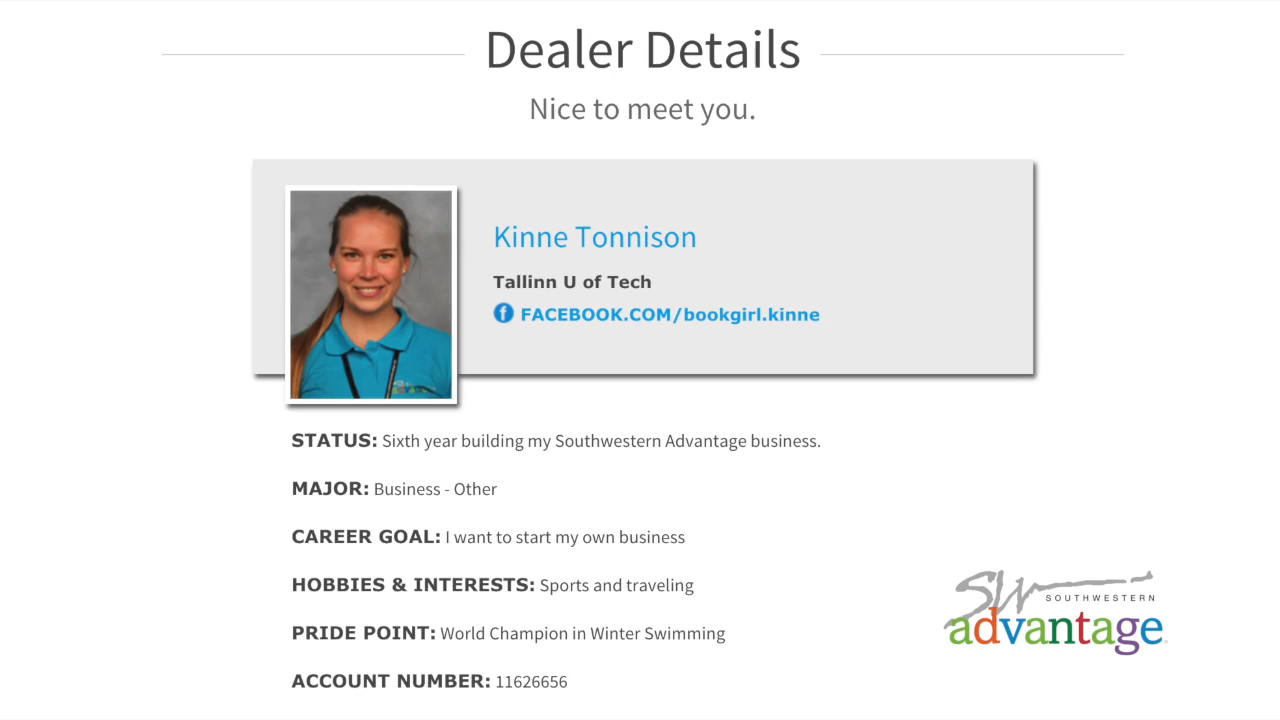 Dealer Details
Nice to meet you.
Kinne Tonnison
Tallinn U of Tech
f FACEBOOK.COM/bookgirl.kinne
STATUS: Sixth year building my Southwestern Advantage business.
MAJOR: Business - Other
CAREER GOAL: I want to start my own business
HOBBIES & INTERESTS: Sports and traveling
PRIDE POINT: World Champion in Winter Swimming
ACCOUNT NUMBER: 11626656
SW SOUTHWESTERN
advantage